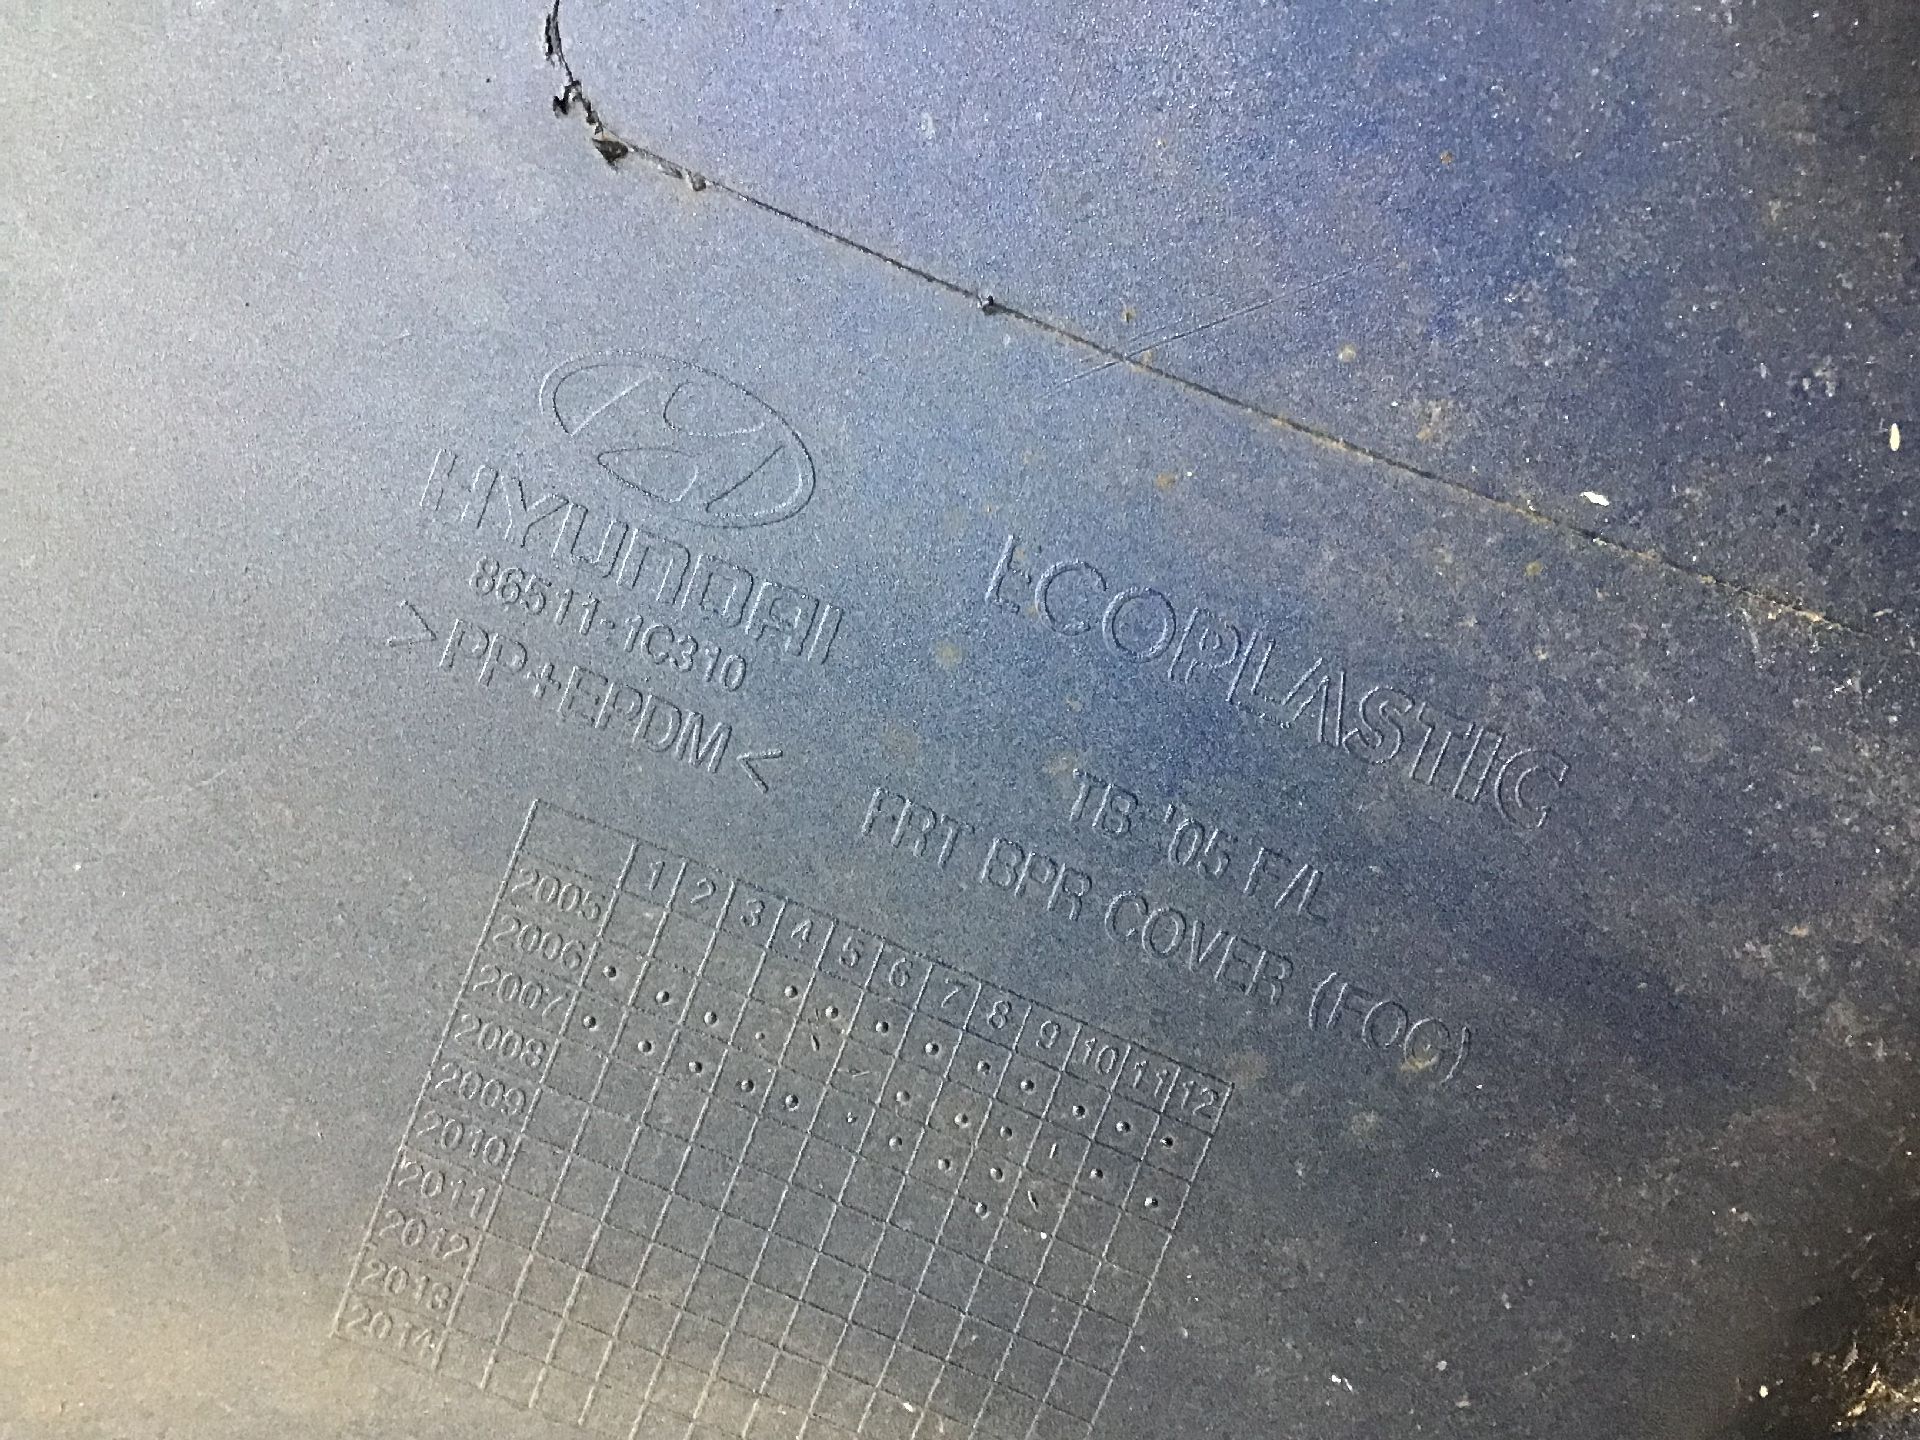 HYUNDAI
86511-1C310
>PP+EPDM<
ECOPLASTIC
TB '05 F/L
FRT BPR COVER (FOG)
1 2 3 4 5 6 7 8 9 10 11 12
2005
2006
2007
2008
2009
2010
2011
2012
2013
2014